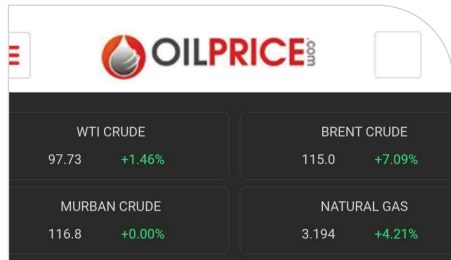 OILPRICE.com
WTI CRUDE
97.73 +1.46%
BRENT CRUDE
115.0 +7.09%
MURBAN CRUDE
116.8 +0.00%
NATURAL GAS
3.194 +4.21%